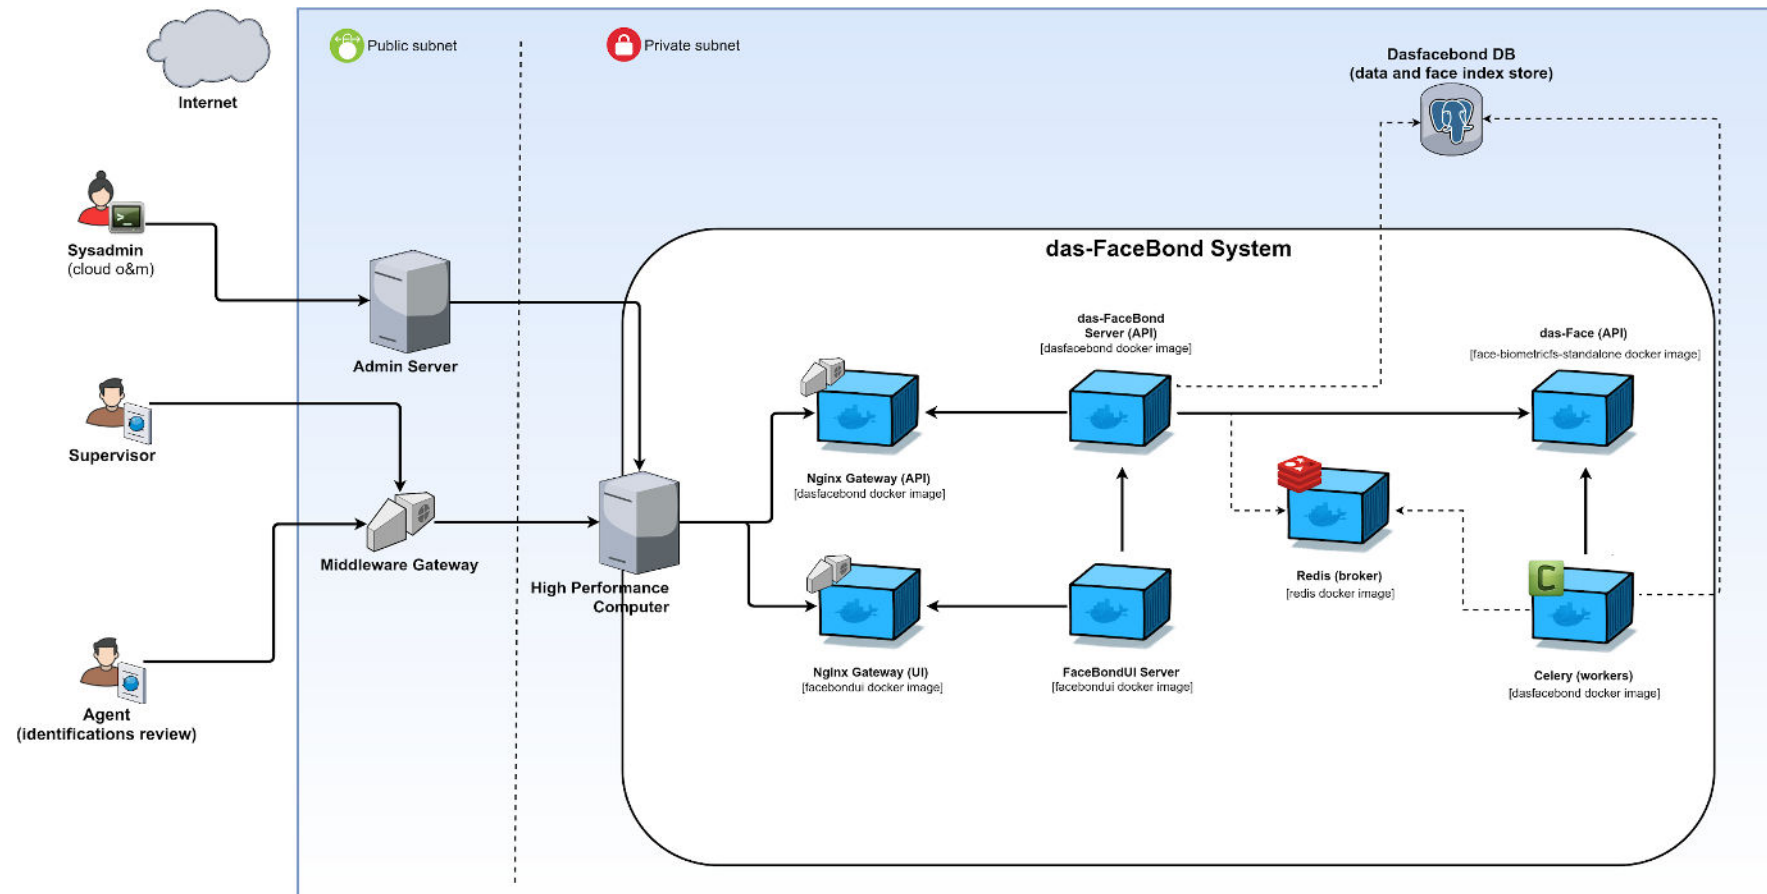 Internet
Public subnet
Private subnet
Dasfacebond DB
(data and face index store)
Sysadmin
(cloud o&m)
Admin Server
Supervisor
Middleware Gateway
Agent
(identifications review)
High Performance
Computer
das-FaceBond System
das-FaceBond
Server (API)
[dasfacebond docker image]
das-Face (API)
[face-biometricfs-standalone docker image]
Nginx Gateway (API)
[dasfacebond docker image]
Redis (broker)
[redis docker image]
Nginx Gateway (UI)
[facebondui docker image]
FaceBondUI Server
[facebondui docker image]
C
Celery (workers)
[dasfacebond docker image]
>_